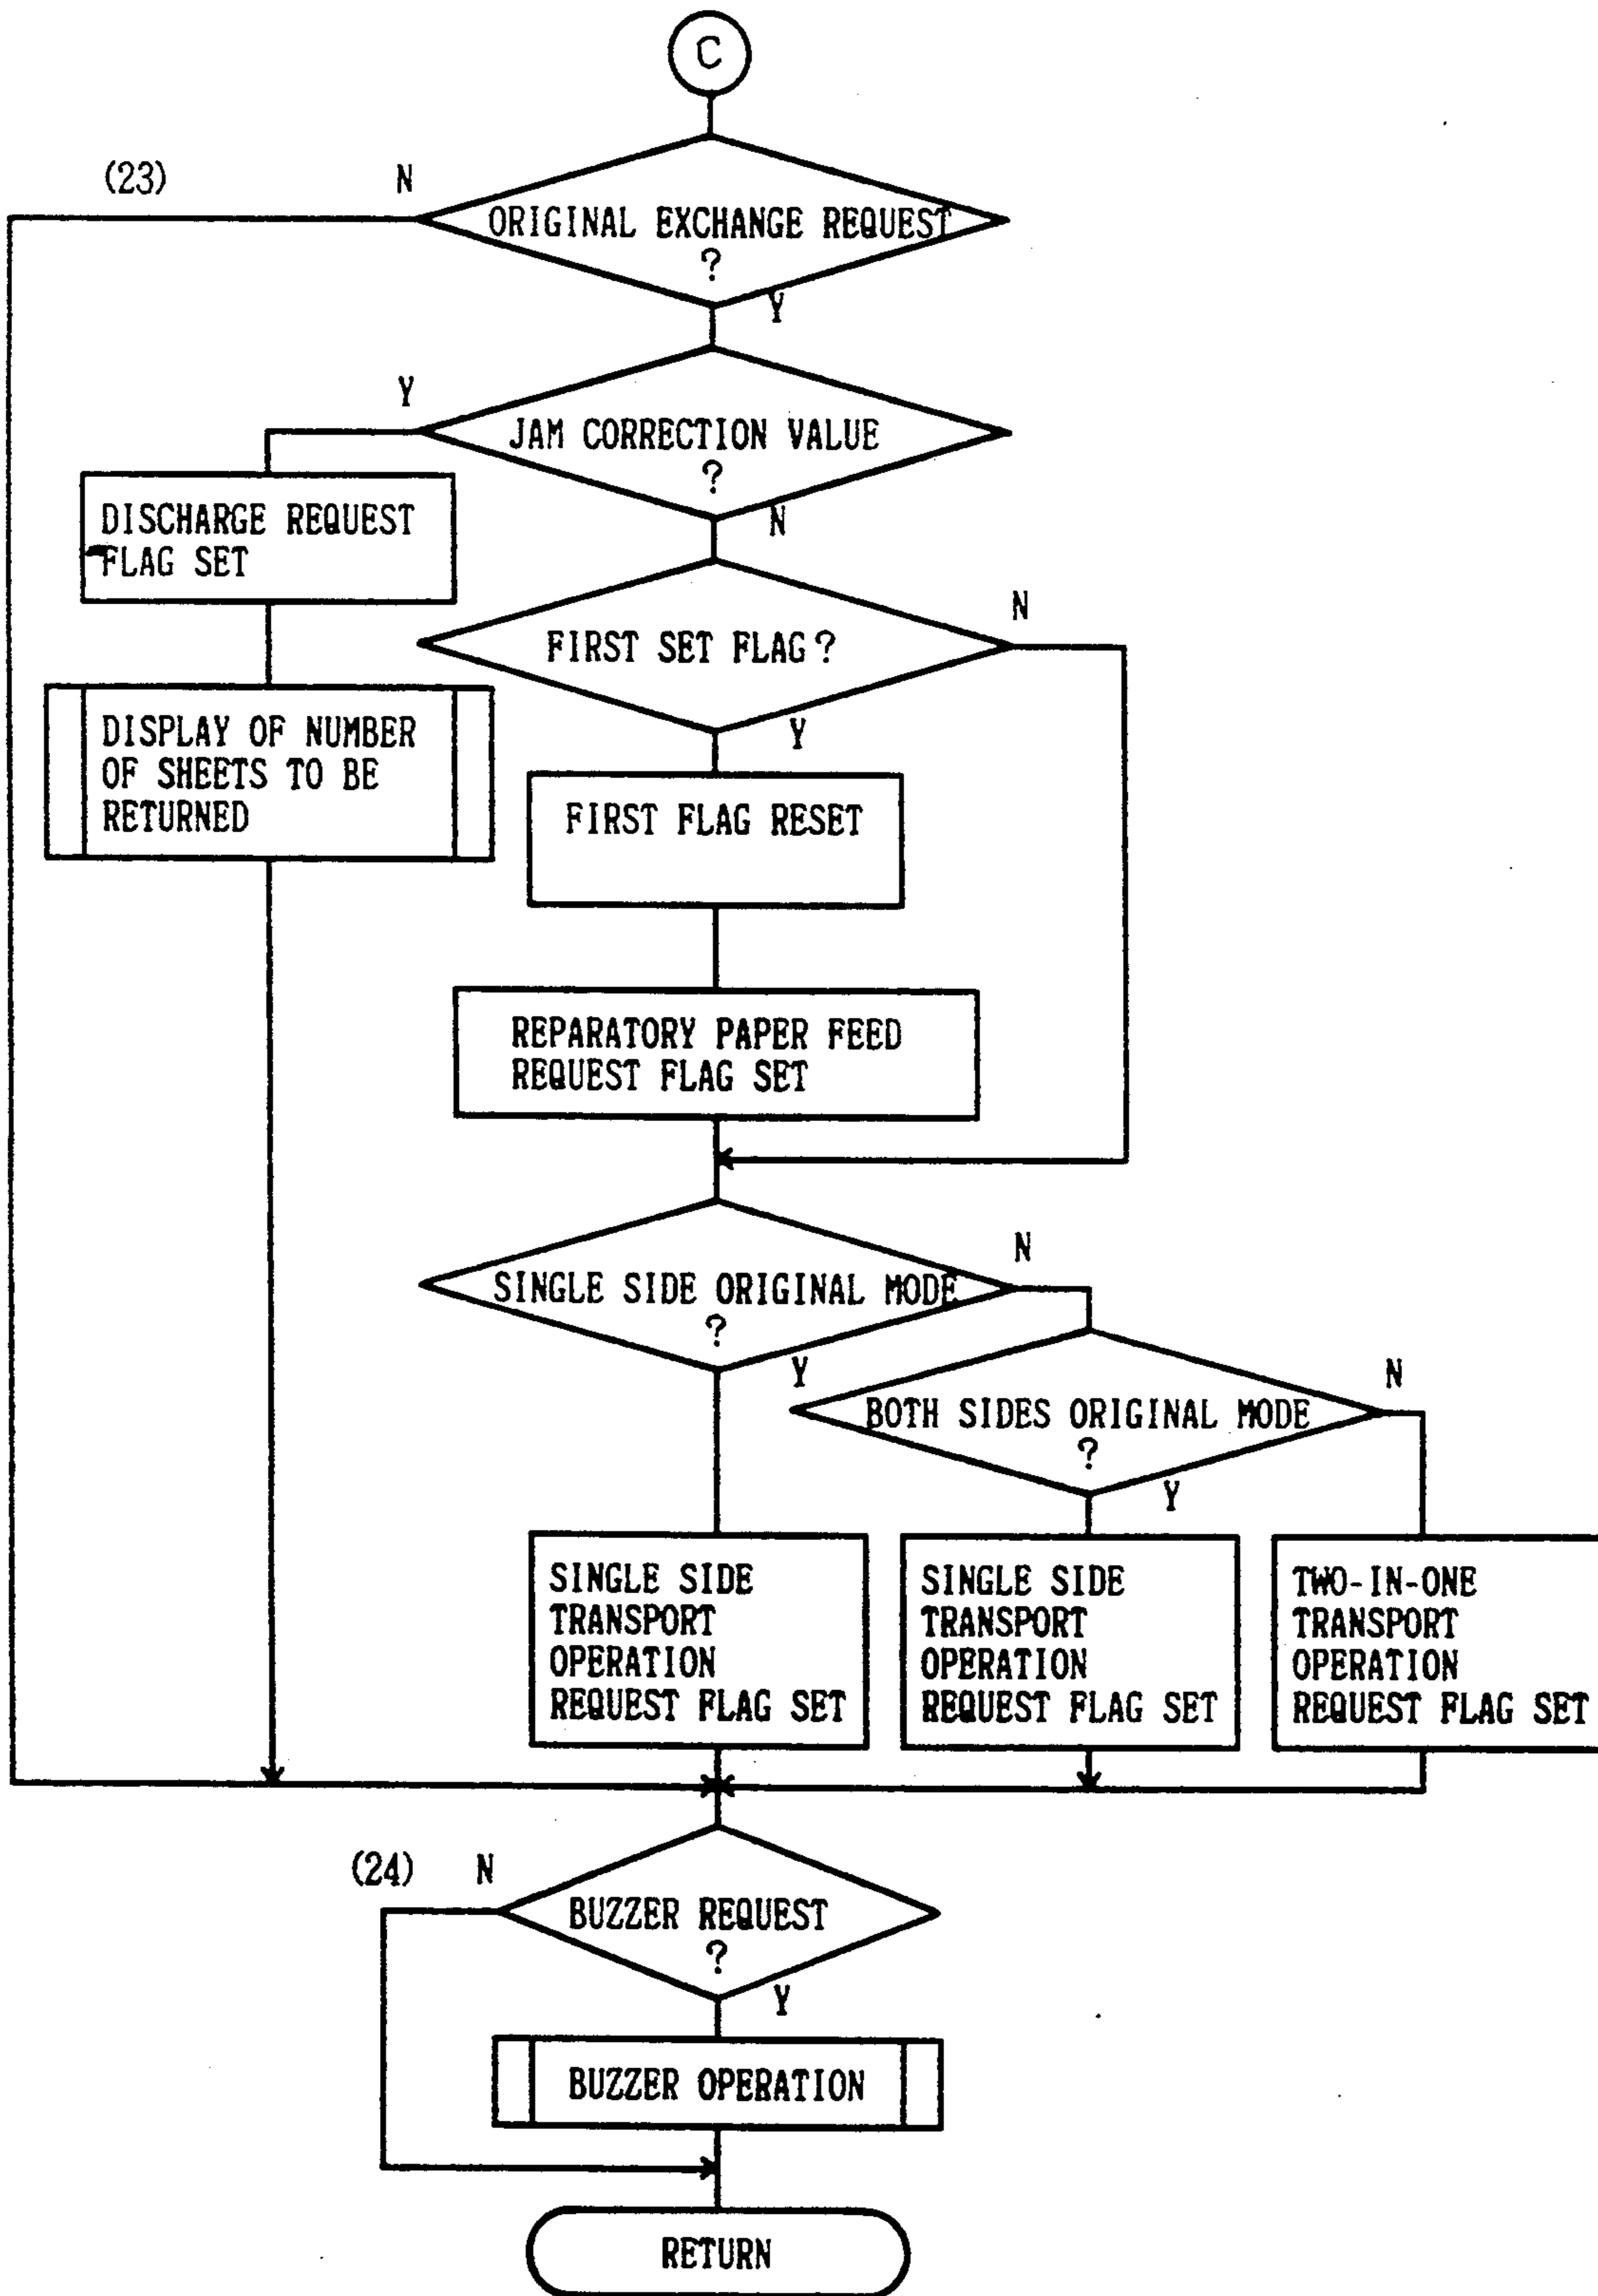 C
(23)
N
ORIGINAL EXCHANGE REQUEST
?
Y
Y
JAM CORRECTION VALUE
?
N
DISCHARGE REQUEST
FLAG SET
N
FIRST SET FLAG?
Y
DISPLAY OF NUMBER
OF SHEETS TO BE
RETURNED
FIRST FLAG RESET
REPARATORY PAPER FEED
REQUEST FLAG SET
N
SINGLE SIDE ORIGINAL MODE
?
Y
N
BOTH SIDES ORIGINAL MODE
?
Y
SINGLE SIDE
TRANSPORT
OPERATION
REQUEST FLAG SET
SINGLE SIDE
TRANSPORT
OPERATION
REQUEST FLAG SET
TWO-IN-ONE
TRANSPORT
OPERATION
REQUEST FLAG SET
(24)
N
BUZZER REQUEST
?
Y
BUZZER OPERATION
RETURN